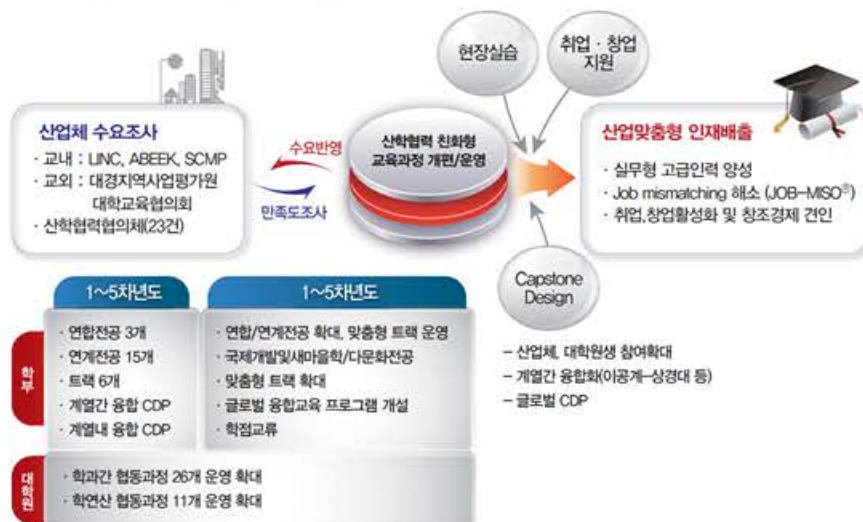 현장실습
취업 · 창업
지원
산업체 수요조사
· 교내 : LINC, ABEEK, SCMP
· 교외 : 대경지역사업평가원
대학교육협의회
· 산학협력협의체(23건)
수요반영
만족도조사
산학협력 친화형
교육과정 개편/운영
산업맞춤형 인재배출
· 실무형 고급인력 양성
· Job mismatching 해소 (JOB-MISO®)
· 취업,창업활성화 및 창조경제 견인
Capstone
Design
– 산업체, 대학원생 참여확대
– 계열간 융합화(이공계–상경대 등)
– 글로벌 CDP
1~5차년도
1~5차년도
학부
· 연합전공 3개
· 연계전공 15개
· 트랙 6개
· 계열간 융합 CDP
· 계열내 융합 CDP
· 연합/연계전공 확대, 맞춤형 트랙 운영
· 국제개발및새마을학/다문화전공
· 맞춤형 트랙 확대
· 글로벌 융합교육 프로그램 개설
· 학점교류
대학원
· 학과간 협동과정 26개 운영 확대
· 학연산 협동과정 11개 운영 확대